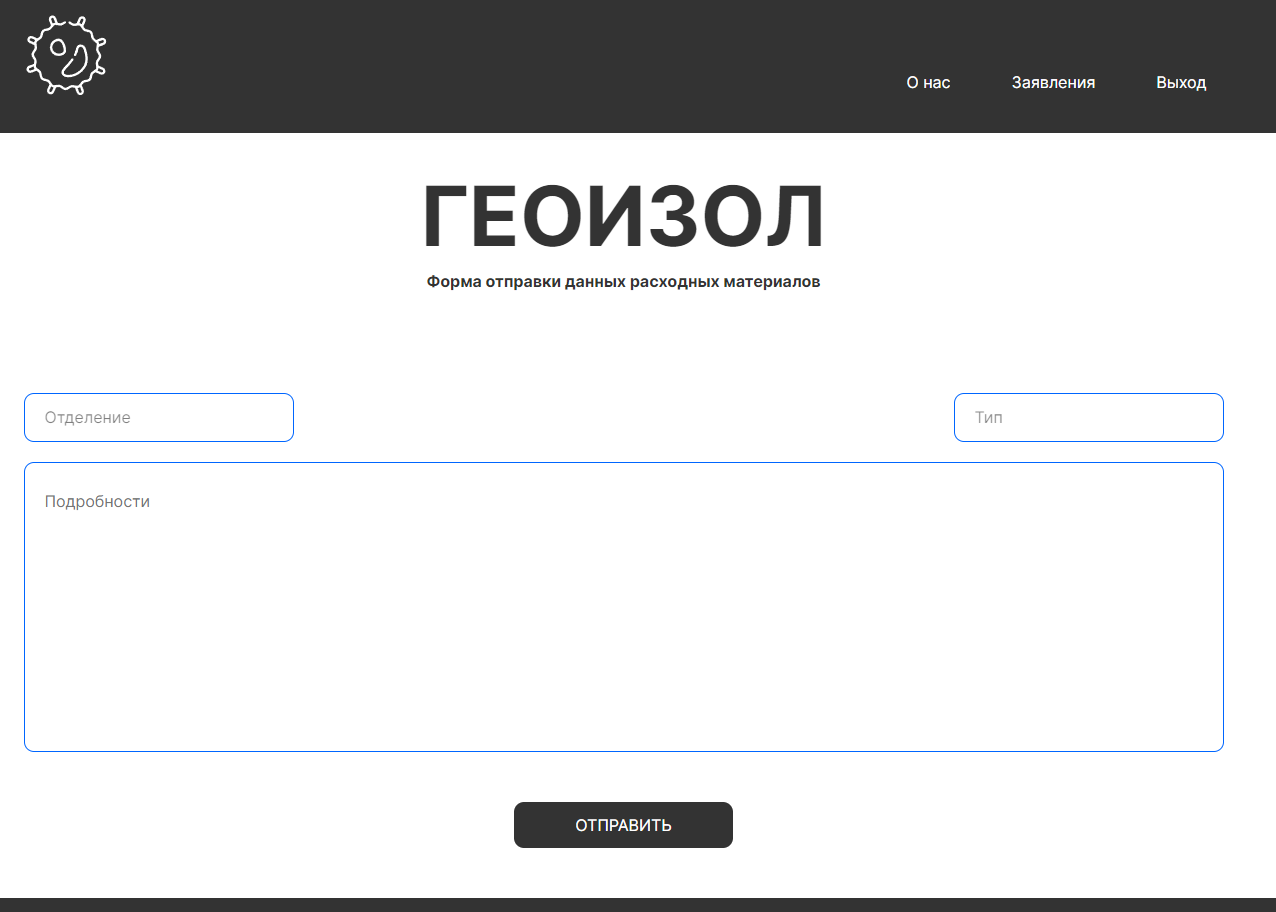 О нас Заявления Выход
ГЕОИЗОЛ
Форма отправки данных расходных материалов
Отделение Тип
Подробности
ОТПРАВИТЬ